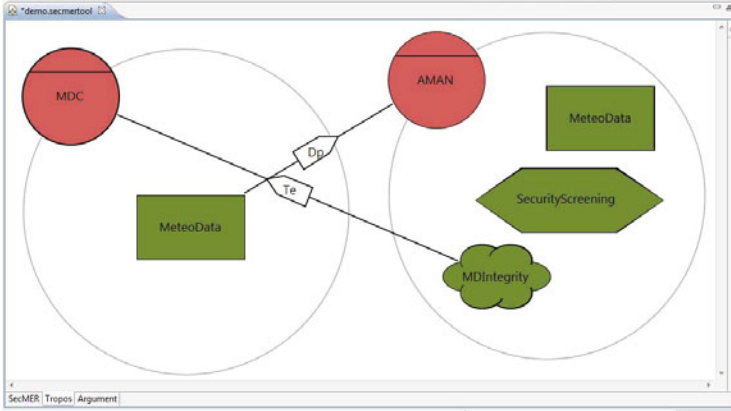 *demo.secmertool
MDC
AMAN
MeteoData
Dp
Te
SecurityScreening
MeteoData
MDIntegrity
SecMER Tropos Argument